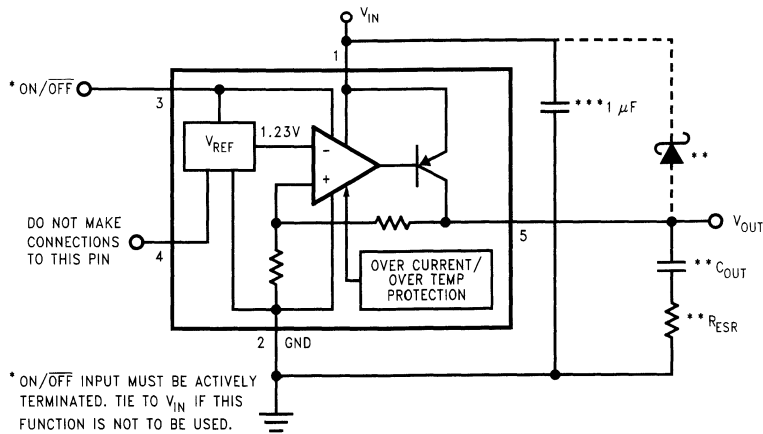 V_IN
1
* ON/OFF
3
* * * 1 μF
V_REF
1.23V
−
+
* *
DO NOT MAKE
CONNECTIONS
TO THIS PIN
4
5
V_OUT
OVER CURRENT/
OVER TEMP
PROTECTION
* * C_OUT
* * R_ESR
2 GND
* ON/OFF INPUT MUST BE ACTIVELY
TERMINATED. TIE TO V_IN IF THIS
FUNCTION IS NOT TO BE USED.